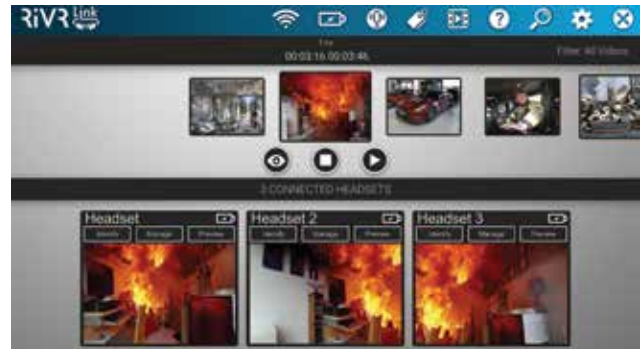 RiVR Link
Fire
00:03:16 00:03:46
Filter: All Videos
3 CONNECTED HEADSETS
Headset
Identify Manage Preview
Headset 2
Identify Manage Preview
Headset 3
Identify Manage Preview